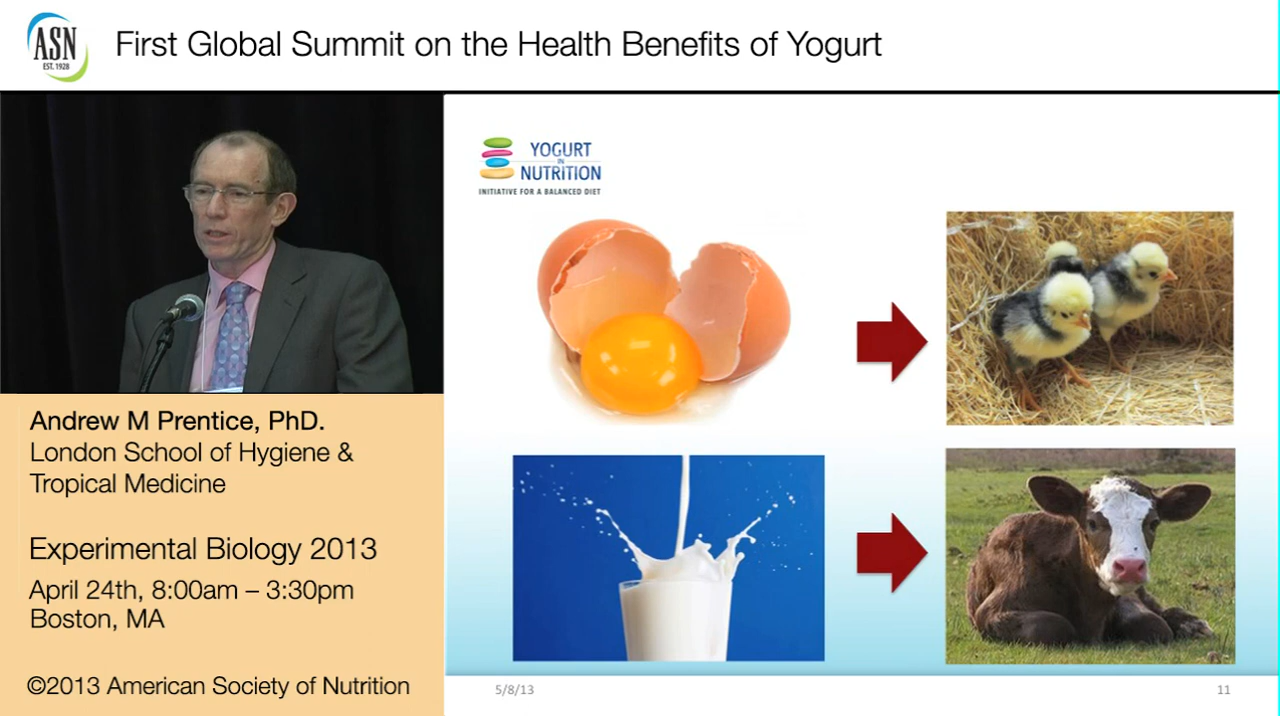 ASN
EST. 1928
First Global Summit on the Health Benefits of Yogurt
YOGURT
IN
NUTRITION
INITIATIVE FOR A BALANCED DIET
Andrew M Prentice, PhD.
London School of Hygiene &
Tropical Medicine
Experimental Biology 2013
April 24th, 8:00am – 3:30pm
Boston, MA
©2013 American Society of Nutrition
5/8/13
11